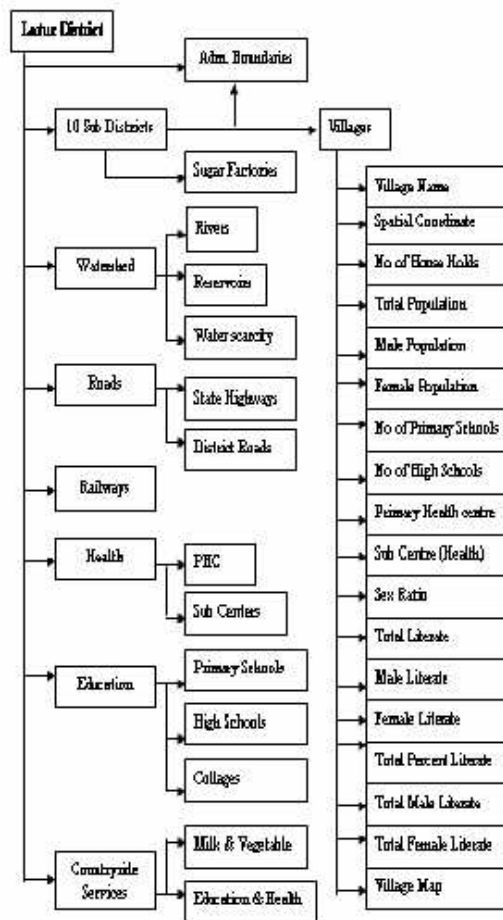 Latur District
Adm. Boundaries
10 Sub Districts
Villages
Sugar Factories
Village Name
Spatial Coordinate
No of House Holds
Total Population
Male Population
Female Population
No of Primary Schools
No of High Schools
Primary Health centre
Sub Centre (Health)
Sex Ratio
Total Literate
Male Literate
Female Literate
Total Percent Literate
Total Male Literate
Total Female Literate
Village Map
Watershed
Rivers
Reservoirs
Water scarcity
Roads
State Highways
District Roads
Railways
Health
PHC
Sub Centers
Education
Primary Schools
High Schools
Collages
Countryside
Services
Milk & Vegetable
Education & Health